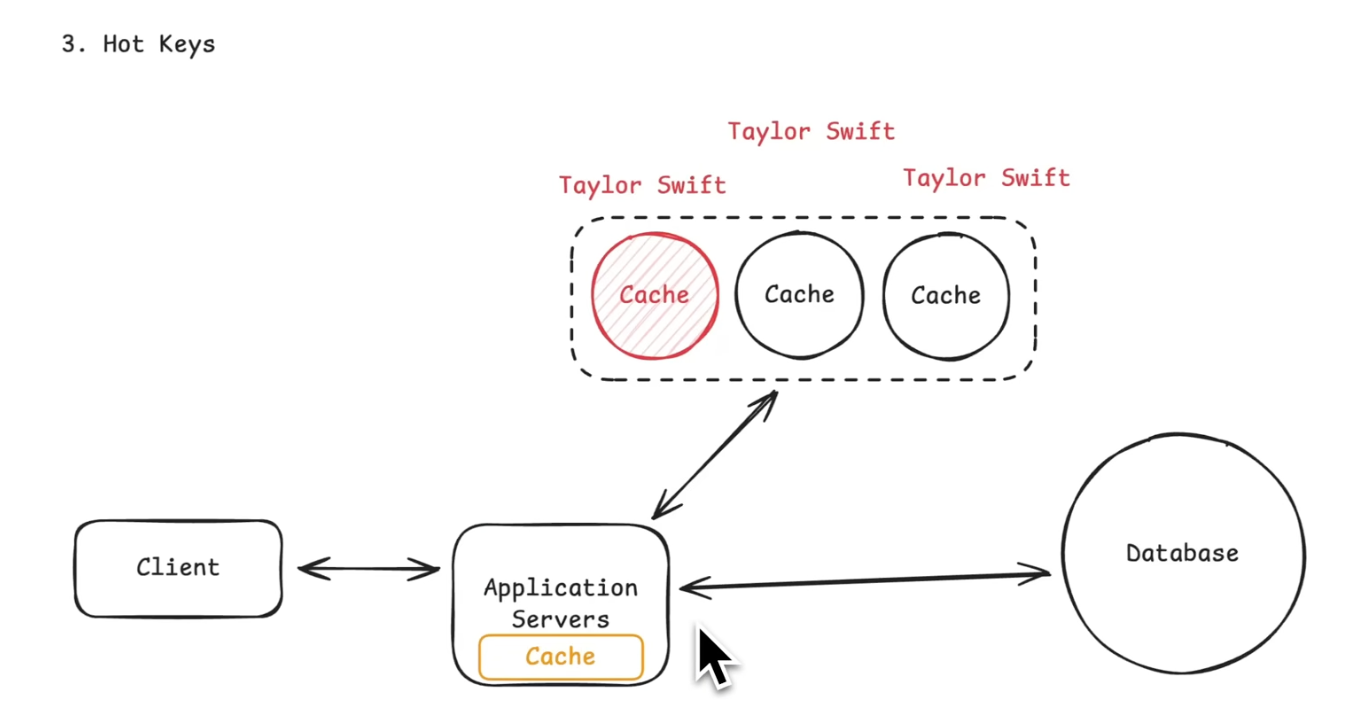 3. Hot Keys
Taylor Swift
Taylor Swift
Taylor Swift
Cache
Cache
Cache
Client
Application
Servers
Cache
Database